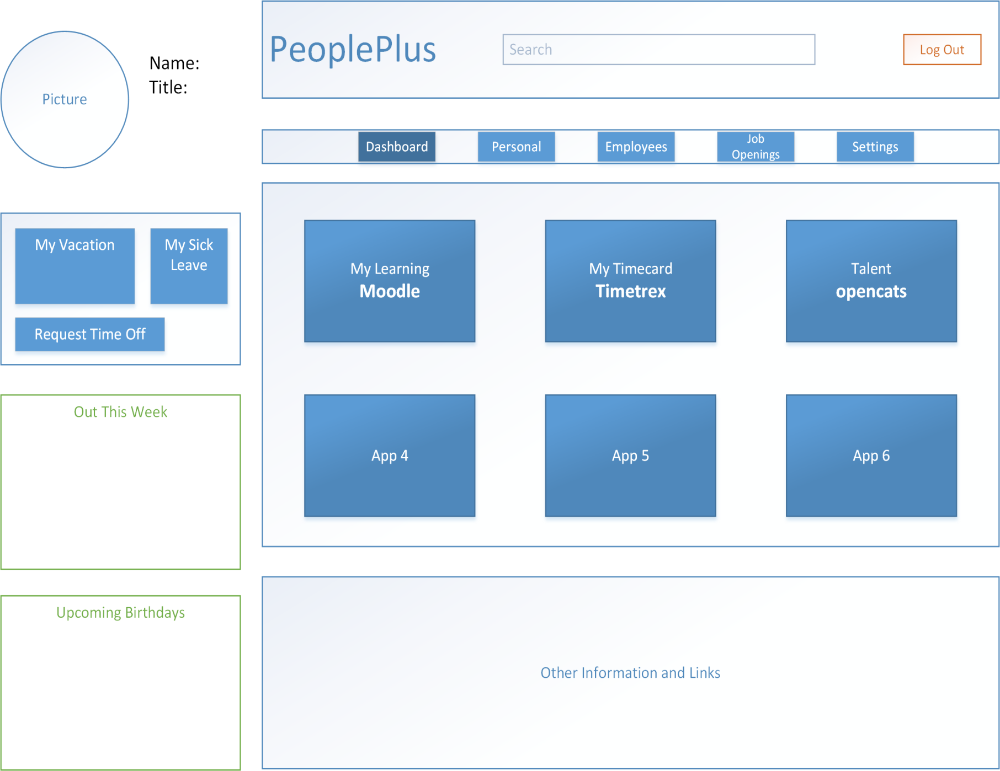 PeoplePlus
Search
Log Out
Picture
Name:
Title:
Dashboard
Personal
Employees
Job
Openings
Settings
My Vacation
My Sick
Leave
Request Time Off
Out This Week
Upcoming Birthdays
My Learning
Moodle
My Timecard
Timetrex
Talent
opencats
App 4
App 5
App 6
Other Information and Links